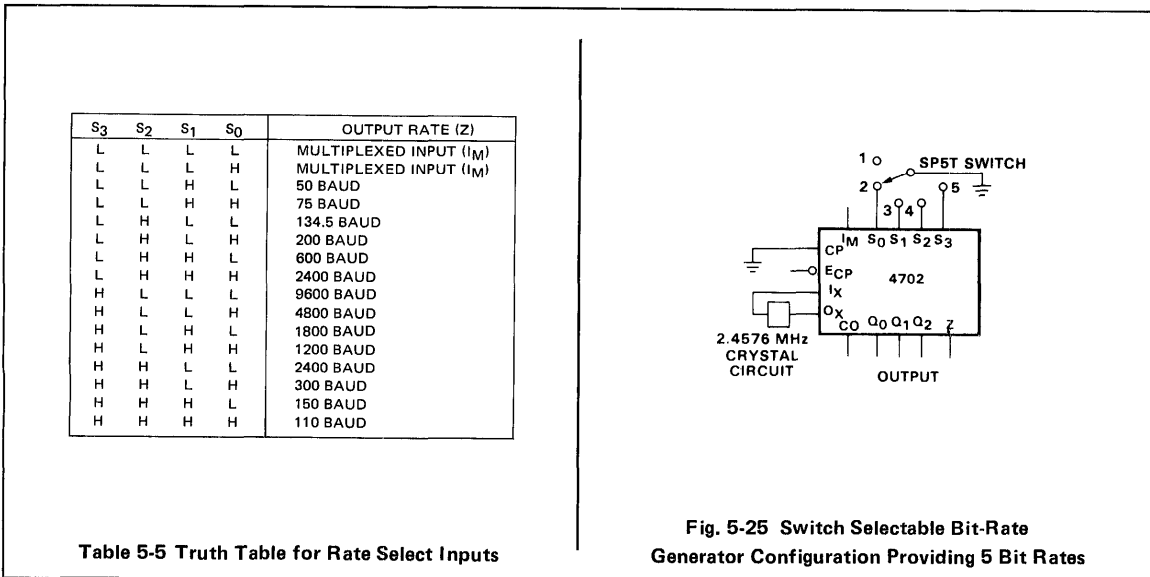 S3 S2 S1 S0 OUTPUT RATE (Z)
L L L L MULTIPLEXED INPUT (IM)
L L L H MULTIPLEXED INPUT (IM)
L L H L 50 BAUD
L L H H 75 BAUD
L H L L 134.5 BAUD
L H L H 200 BAUD
L H H L 600 BAUD
L H H H 2400 BAUD
H L L L 9600 BAUD
H L L H 4800 BAUD
H L H L 1800 BAUD
H L H H 1200 BAUD
H H L L 2400 BAUD
H H L H 300 BAUD
H H H L 150 BAUD
H H H H 110 BAUD
Table 5-5 Truth Table for Rate Select Inputs
1 SP5T SWITCH
2 5
3 4
IM S0 S1 S2 S3
CP
ECP 4702
IX
OX
CO Q0 Q1 Q2 Z
2.4576 MHz
CRYSTAL
CIRCUIT
OUTPUT
Fig. 5-25 Switch Selectable Bit-Rate
Generator Configuration Providing 5 Bit Rates